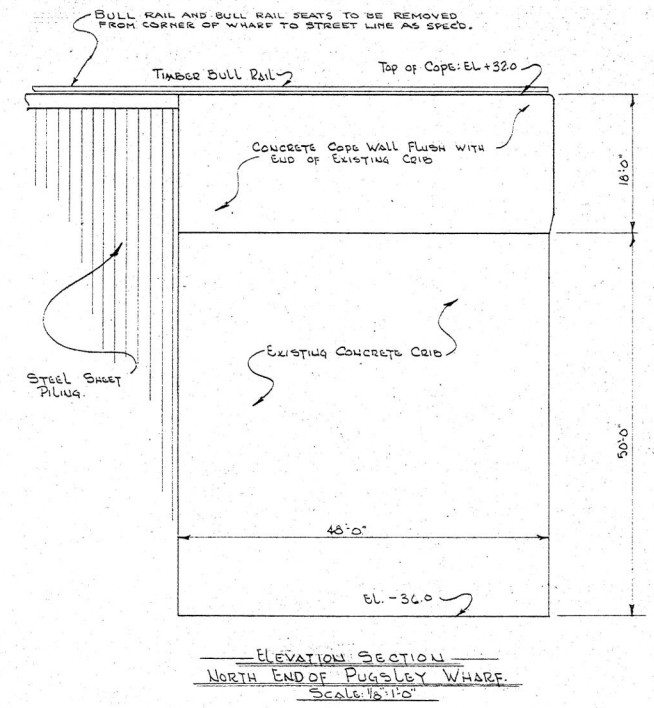 BULL RAIL AND BULL RAIL SEATS TO BE REMOVED
FROM CORNER OF WHARF TO STREET LINE AS SPEC'D.
TIMBER BULL RAIL
TOP OF COPE: EL +32.0
CONCRETE COPE WALL FLUSH WITH
END OF EXISTING CRIB
18'-0"
EXISTING CONCRETE CRIB
STEEL SHEET
PILING.
50'-0"
48'-0"
EL. -36.0
ELEVATION SECTION
NORTH END OF PUGSLEY WHARF.
SCALE: 1/8":1'-0"